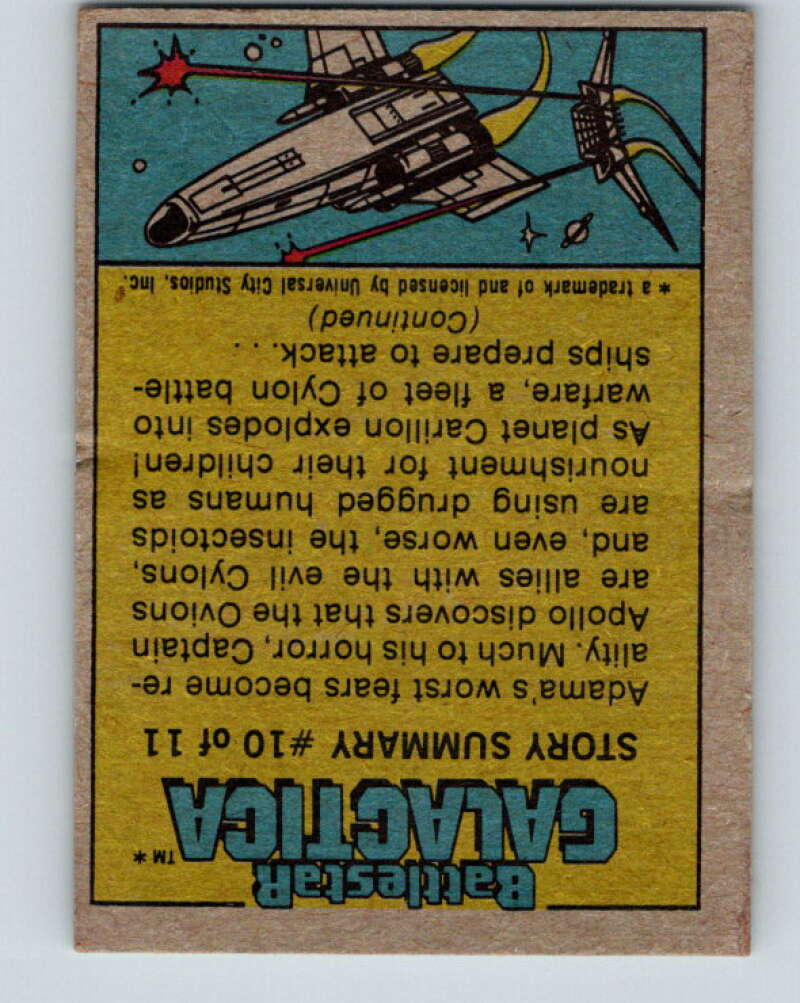 BattlestaR
GALACTICA™*
STORY SUMMARY #10 of 11
Adama's worst fears become re-
ality. Much to his horror, Captain
Apollo discovers that the Ovions
are allies with the evil Cylons,
and, even worse, the insectoids
are using drugged humans as
nourishment for their children!
As planet Carillon explodes into
warfare, a fleet of Cylon battle-
ships prepare to attack. . .
(Continued)
* a trademark of and licensed by Universal City Studios, Inc.